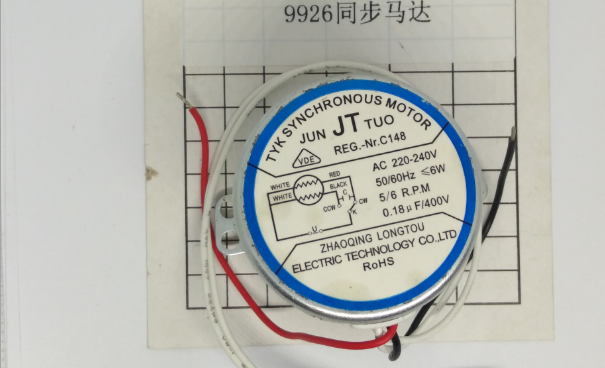 9926同步马达
TYK SYNCHRONOUS MOTOR
JUN JT TUO
REG.-Nr.C148
VDE
AC 220-240V
50/60Hz ≤6W
5/6 R.P.M
0.18μF/400V
WHITE
RED
WHITE
BLACK
C
H H
CCW CW
K
U
ZHAOQING LONGTOU
ELECTRIC TECHNOLOGY CO.,LTD
RoHS